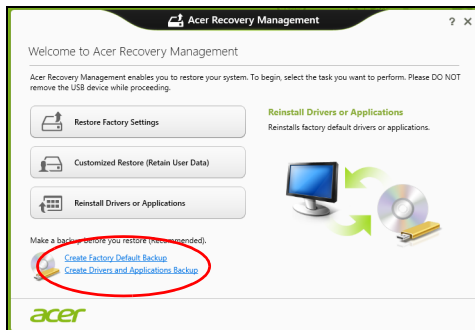 Acer Recovery Management
? X
Welcome to Acer Recovery Management
Acer Recovery Management enables you to restore your system. To begin, select the task you want to perform. Please DO NOT
remove the USB device while proceeding.
Restore Factory Settings
Customized Restore (Retain User Data)
Reinstall Drivers or Applications
Reinstall Drivers or Applications
Reinstalls factory default drivers or applications.
Make a backup before you restore (Recommended).
Create Factory Default Backup
Create Drivers and Applications Backup
acer